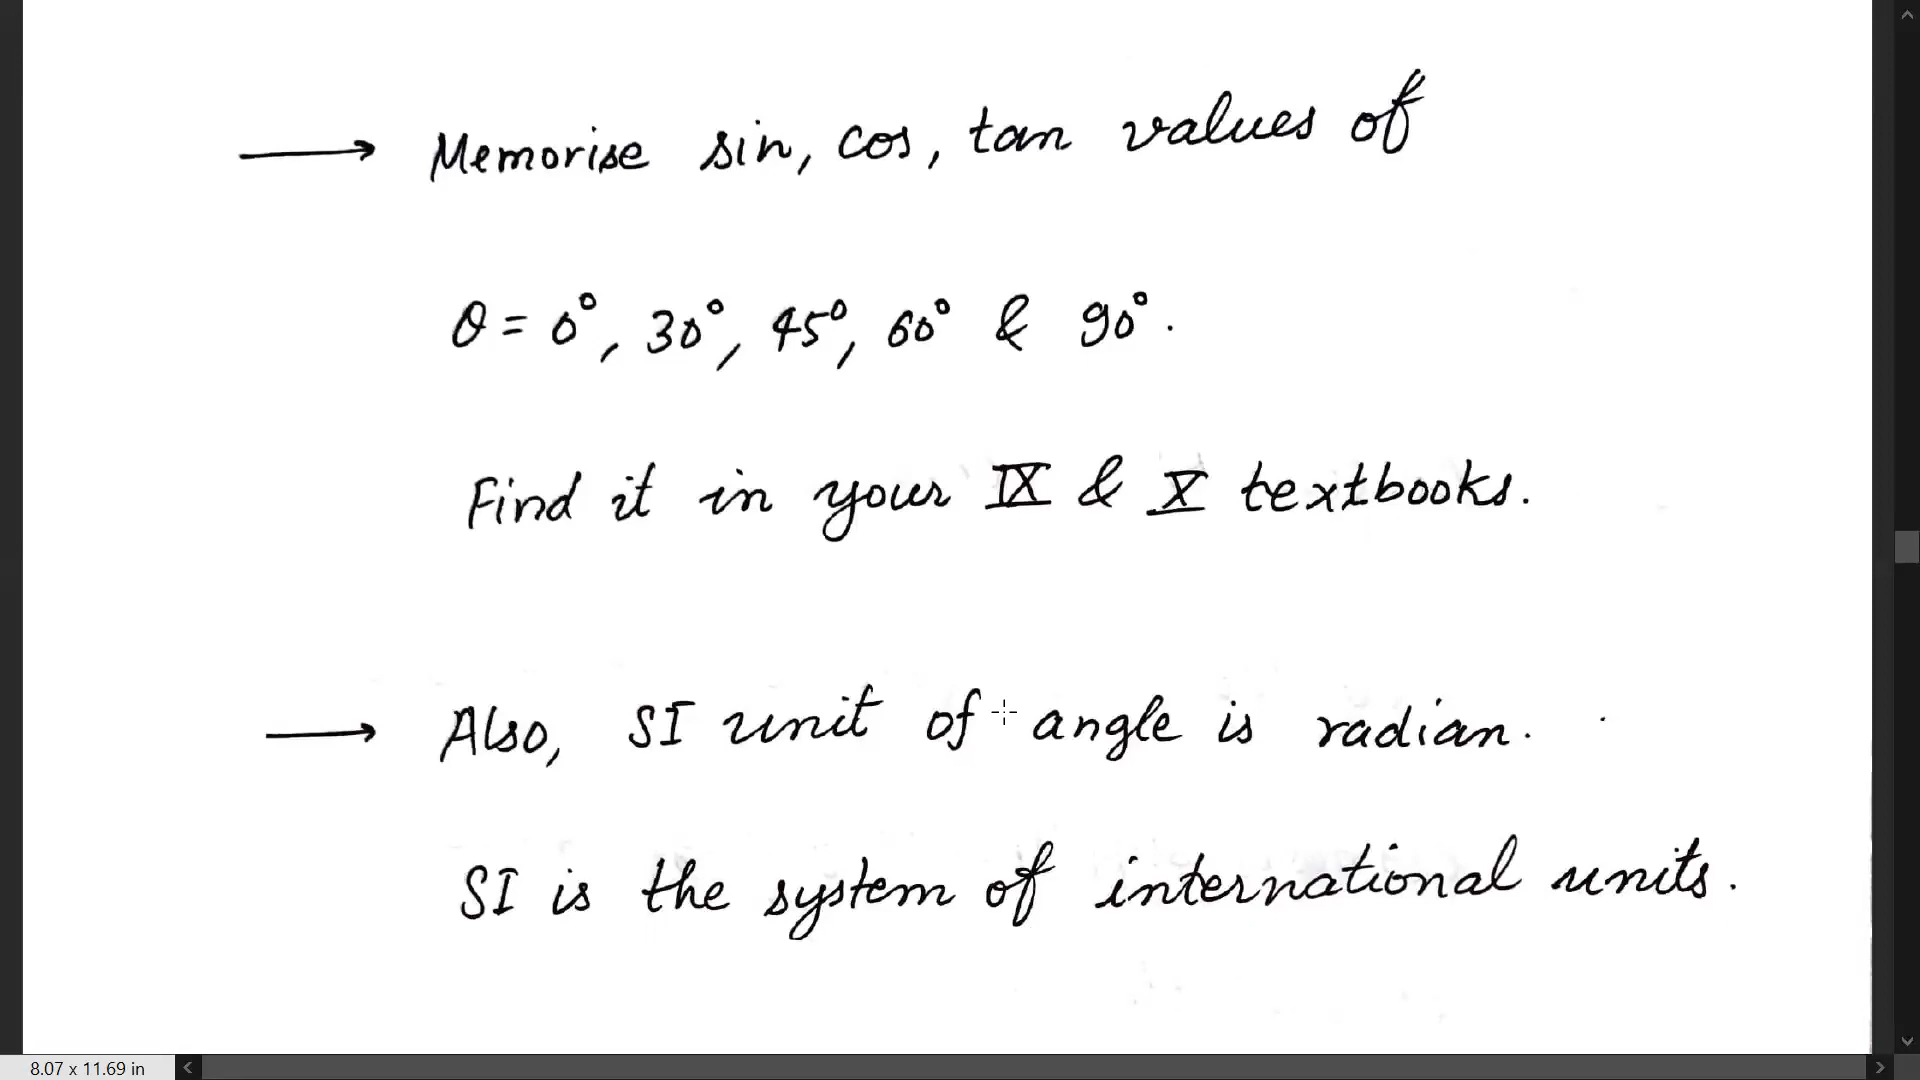 → Memorise sin, cos, tan values of
θ = 0°, 30°, 45°, 60° & 90°.
Find it in your IX & X textbooks.
→ Also, SI unit of angle is radian.
SI is the system of international units.
8.07 x 11.69 in